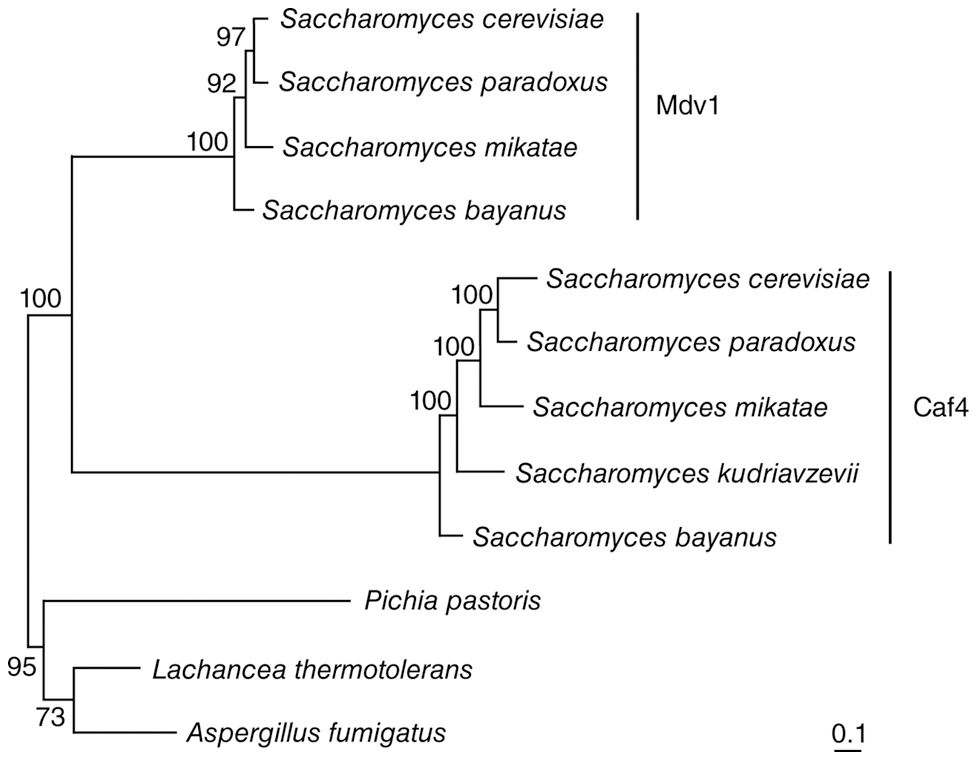 Saccharomyces cerevisiae
97
Saccharomyces paradoxus
92
Mdv1
100
Saccharomyces mikatae
Saccharomyces bayanus
Saccharomyces cerevisiae
100
100
Saccharomyces paradoxus
100
Saccharomyces mikatae
Caf4
100
Saccharomyces kudriavzevii
Saccharomyces bayanus
Pichia pastoris
95
Lachancea thermotolerans
73
Aspergillus fumigatus
0.1